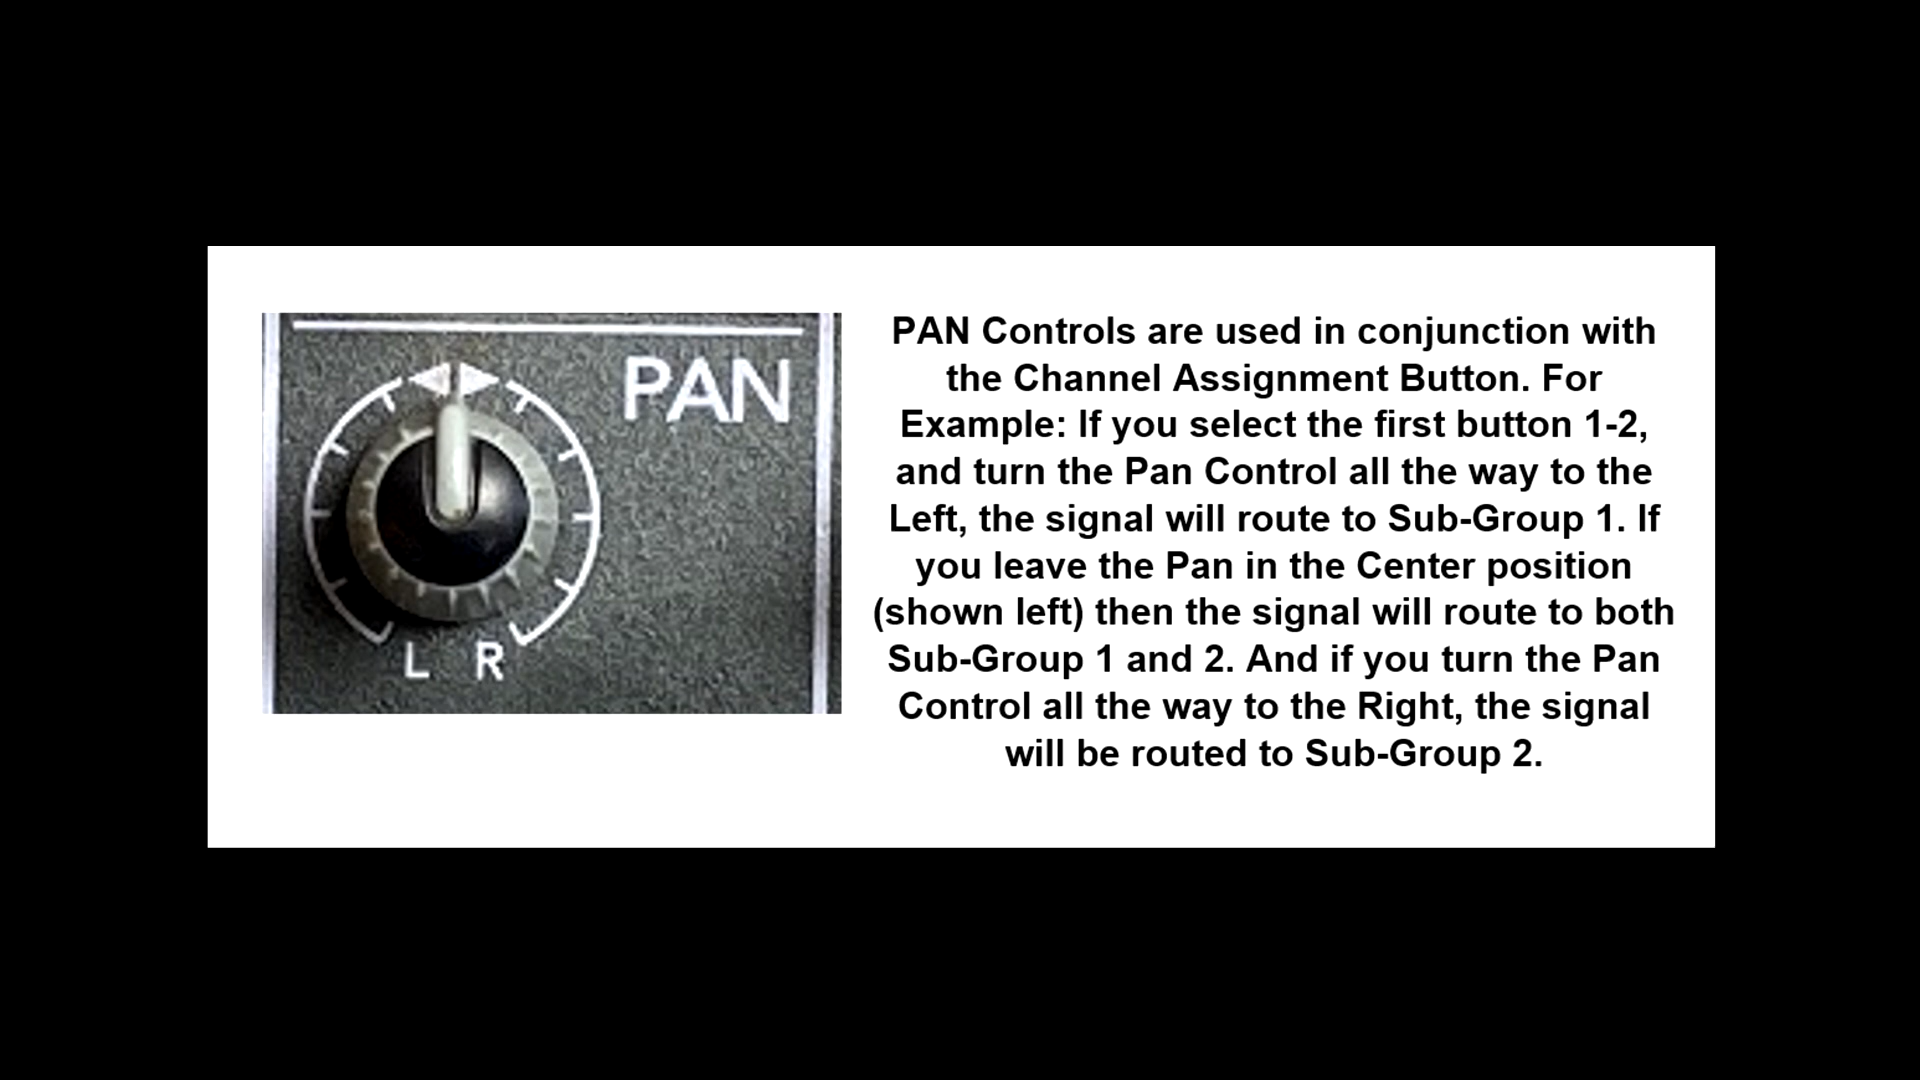 PAN
L R
PAN Controls are used in conjunction with
the Channel Assignment Button. For
Example: If you select the first button 1-2,
and turn the Pan Control all the way to the
Left, the signal will route to Sub-Group 1. If
you leave the Pan in the Center position
(shown left) then the signal will route to both
Sub-Group 1 and 2. And if you turn the Pan
Control all the way to the Right, the signal
will be routed to Sub-Group 2.